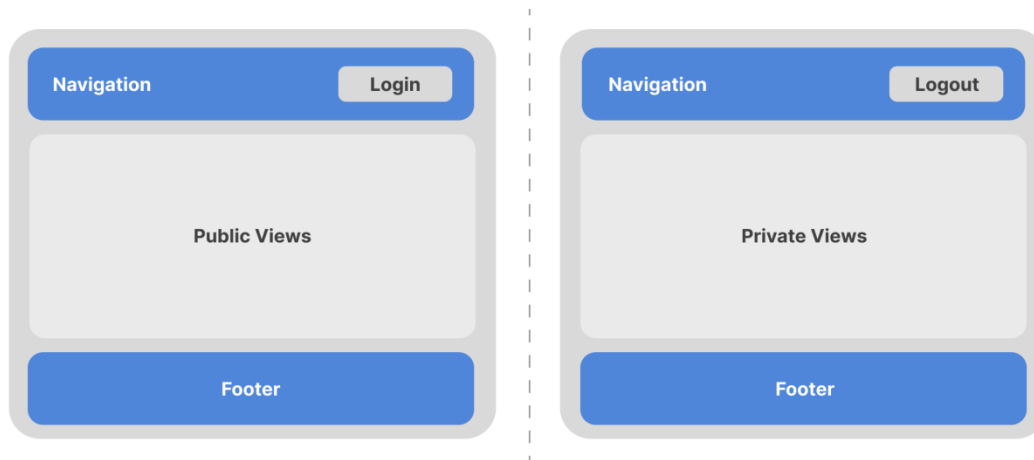 Navigation
Login
Public Views
Footer
Navigation
Logout
Private Views
Footer